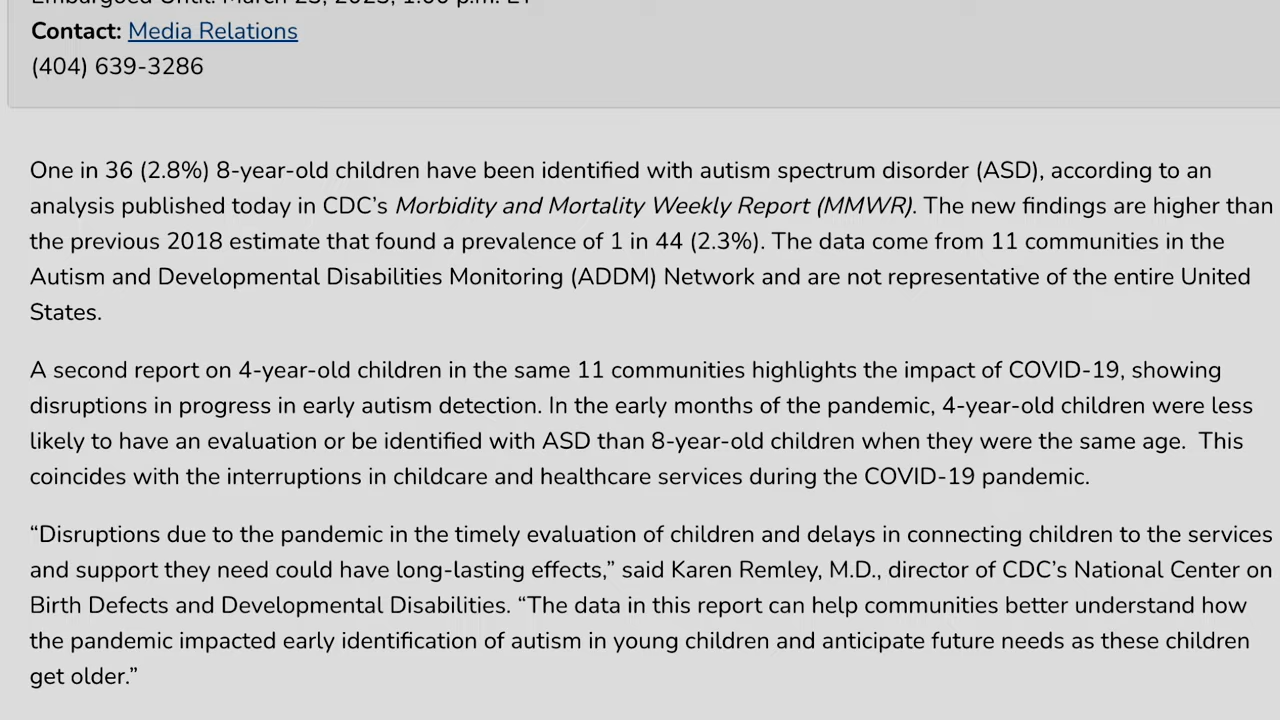 Embargoed Until: March 23, 2023, 1:00 p.m. ET
Contact: Media Relations
(404) 639-3286
One in 36 (2.8%) 8-year-old children have been identified with autism spectrum disorder (ASD), according to an
analysis published today in CDC’s Morbidity and Mortality Weekly Report (MMWR). The new findings are higher than
the previous 2018 estimate that found a prevalence of 1 in 44 (2.3%). The data come from 11 communities in the
Autism and Developmental Disabilities Monitoring (ADDM) Network and are not representative of the entire United
States.
A second report on 4-year-old children in the same 11 communities highlights the impact of COVID-19, showing
disruptions in progress in early autism detection. In the early months of the pandemic, 4-year-old children were less
likely to have an evaluation or be identified with ASD than 8-year-old children when they were the same age.  This
coincides with the interruptions in childcare and healthcare services during the COVID-19 pandemic.
“Disruptions due to the pandemic in the timely evaluation of children and delays in connecting children to the services
and support they need could have long-lasting effects,” said Karen Remley, M.D., director of CDC’s National Center on
Birth Defects and Developmental Disabilities. “The data in this report can help communities better understand how
the pandemic impacted early identification of autism in young children and anticipate future needs as these children
get older.”